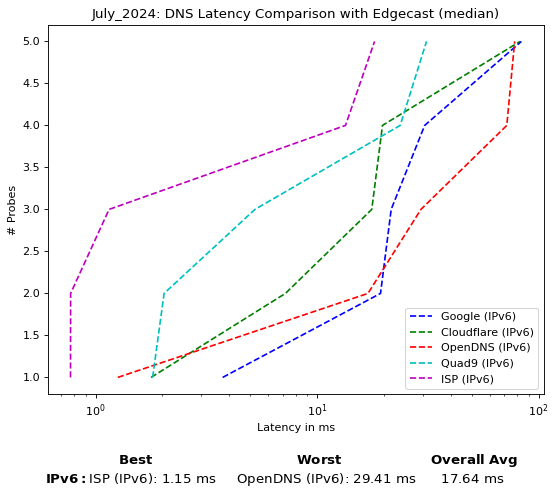 July_2024: DNS Latency Comparison with Edgecast (median)
5.0
4.5
4.0
3.5
3.0
2.5
2.0
1.5
1.0
# Probes
Google (IPv6)
Cloudflare (IPv6)
OpenDNS (IPv6)
Quad9 (IPv6)
ISP (IPv6)
10⁰ 10¹ 10²
Latency in ms
Best Worst Overall Avg
IPv6: ISP (IPv6): 1.15 ms OpenDNS (IPv6): 29.41 ms 17.64 ms